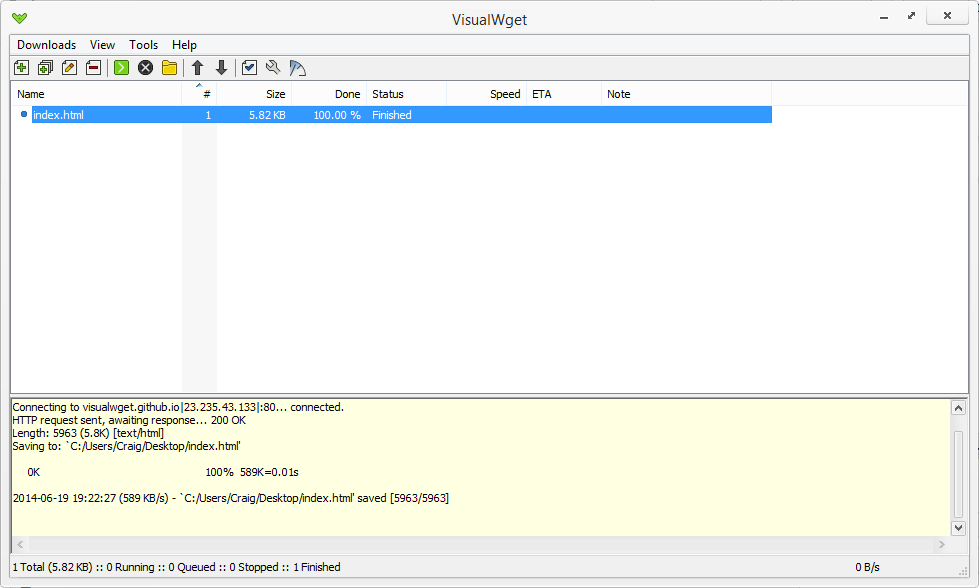 VisualWget
Downloads View Tools Help
Name # Size Done Status Speed ETA Note
index.html 1 5.82 KB 100.00 % Finished
Connecting to visualwget.github.io|23.235.43.133|:80... connected.
HTTP request sent, awaiting response... 200 OK
Length: 5963 (5.8K) [text/html]
Saving to: `C:/Users/Craig/Desktop/index.html'
0K 100% 589K=0.01s
2014-06-19 19:22:27 (589 KB/s) - `C:/Users/Craig/Desktop/index.html' saved [5963/5963]
1 Total (5.82 KB) :: 0 Running :: 0 Queued :: 0 Stopped :: 1 Finished 0 B/s